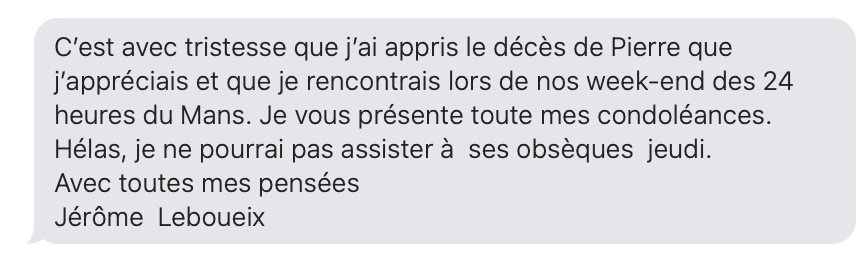 C’est avec tristesse que j’ai appris le décès de Pierre que
j’appréciais et que je rencontrais lors de nos week-end des 24
heures du Mans. Je vous présente toute mes condoléances.
Hélas, je ne pourrai pas assister à  ses obsèques  jeudi.
Avec toutes mes pensées
Jérôme  Leboueix